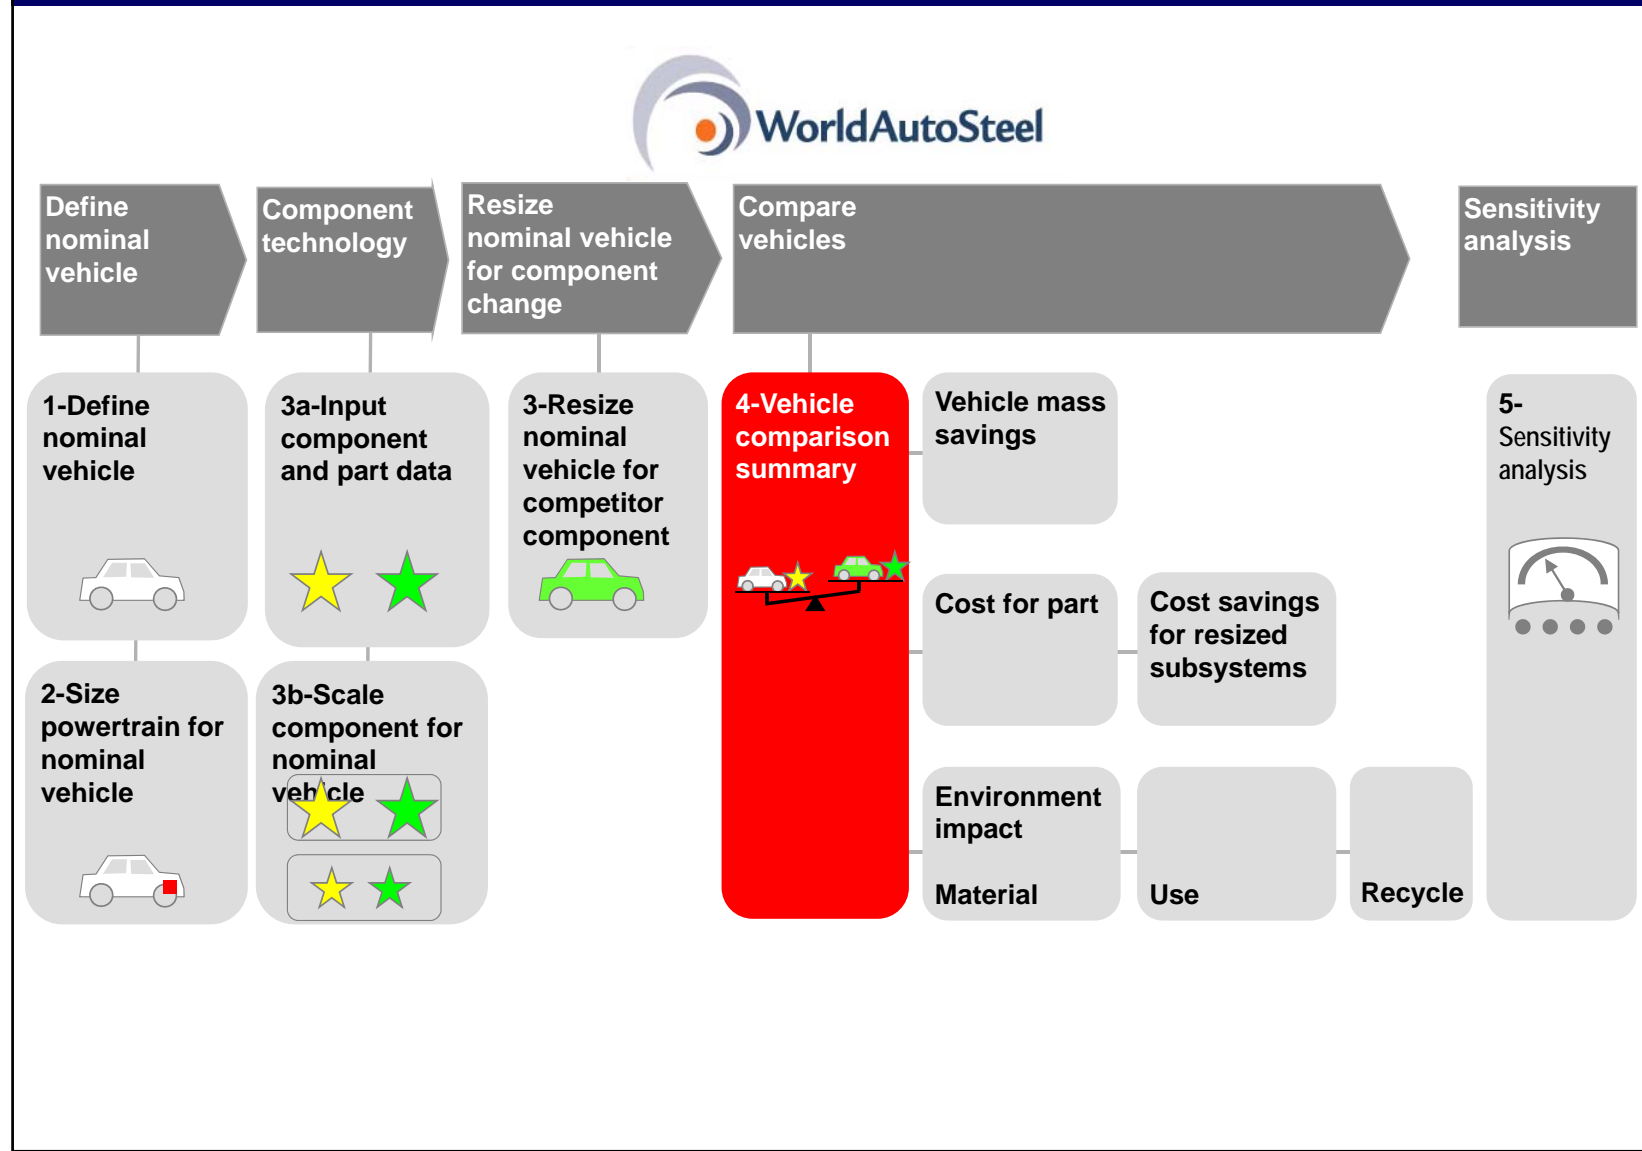 WorldAutoSteel
Define
nominal
vehicle
Component
technology
Resize
nominal vehicle
for component
change
Compare
vehicles
Sensitivity
analysis
1-Define
nominal
vehicle
3a-Input
component
and part data
3-Resize
nominal
vehicle for
competitor
component
4-Vehicle
comparison
summary
Vehicle mass
savings
5-
Sensitivity
analysis
Cost for part
Cost savings
for resized
subsystems
2-Size
powertrain for
nominal
vehicle
3b-Scale
component for
nominal
vehicle
Environment
impact
Material
Use
Recycle